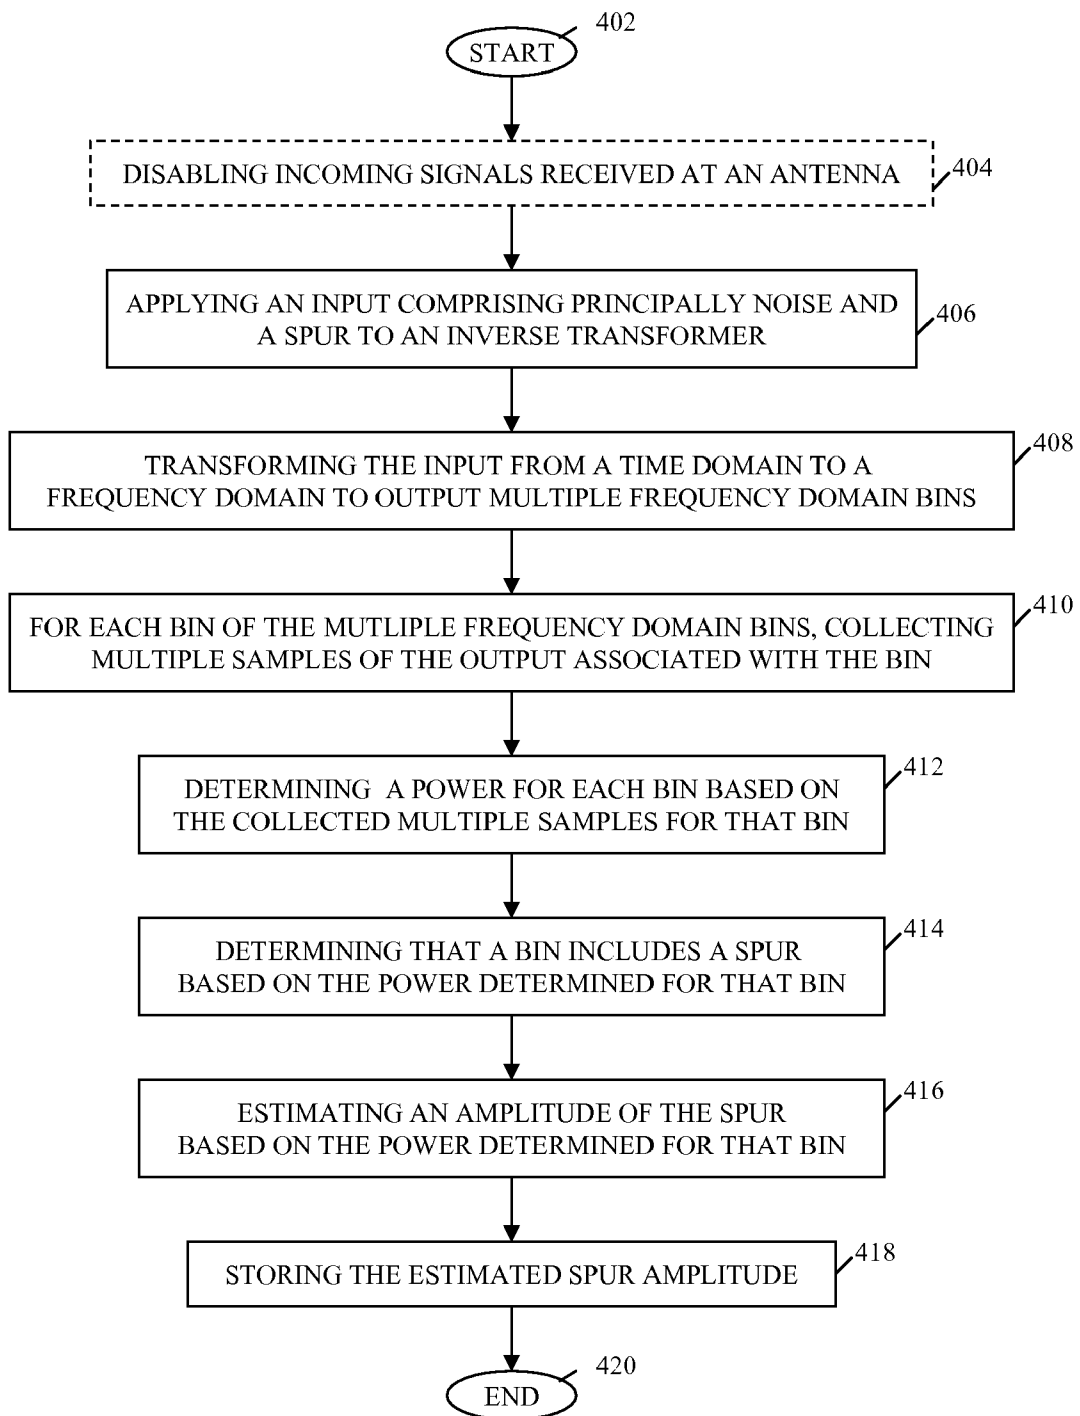 402
START
DISABLING INCOMING SIGNALS RECEIVED AT AN ANTENNA
404
APPLYING AN INPUT COMPRISING PRINCIPALLY NOISE AND
A SPUR TO AN INVERSE TRANSFORMER
406
408
TRANSFORMING THE INPUT FROM A TIME DOMAIN TO A
FREQUENCY DOMAIN TO OUTPUT MULTIPLE FREQUENCY DOMAIN BINS
410
FOR EACH BIN OF THE MUTLIPLE FREQUENCY DOMAIN BINS, COLLECTING
MULTIPLE SAMPLES OF THE OUTPUT ASSOCIATED WITH THE BIN
412
DETERMINING A POWER FOR EACH BIN BASED ON
THE COLLECTED MULTIPLE SAMPLES FOR THAT BIN
414
DETERMINING THAT A BIN INCLUDES A SPUR
BASED ON THE POWER DETERMINED FOR THAT BIN
416
ESTIMATING AN AMPLITUDE OF THE SPUR
BASED ON THE POWER DETERMINED FOR THAT BIN
418
STORING THE ESTIMATED SPUR AMPLITUDE
420
END